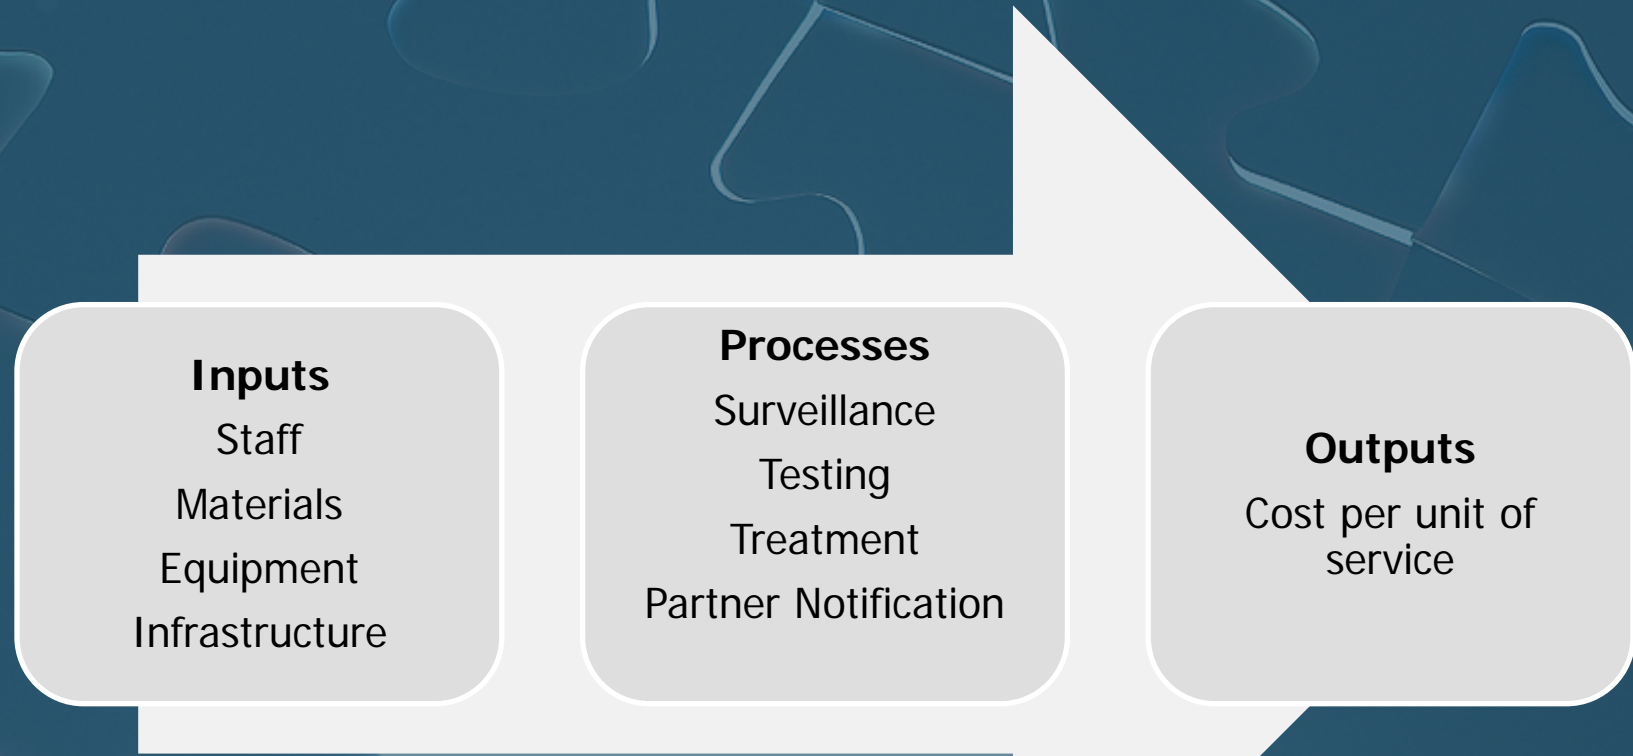 Inputs
Staff
Materials
Equipment
Infrastructure
Processes
Surveillance
Testing
Treatment
Partner Notification
Outputs
Cost per unit of
service